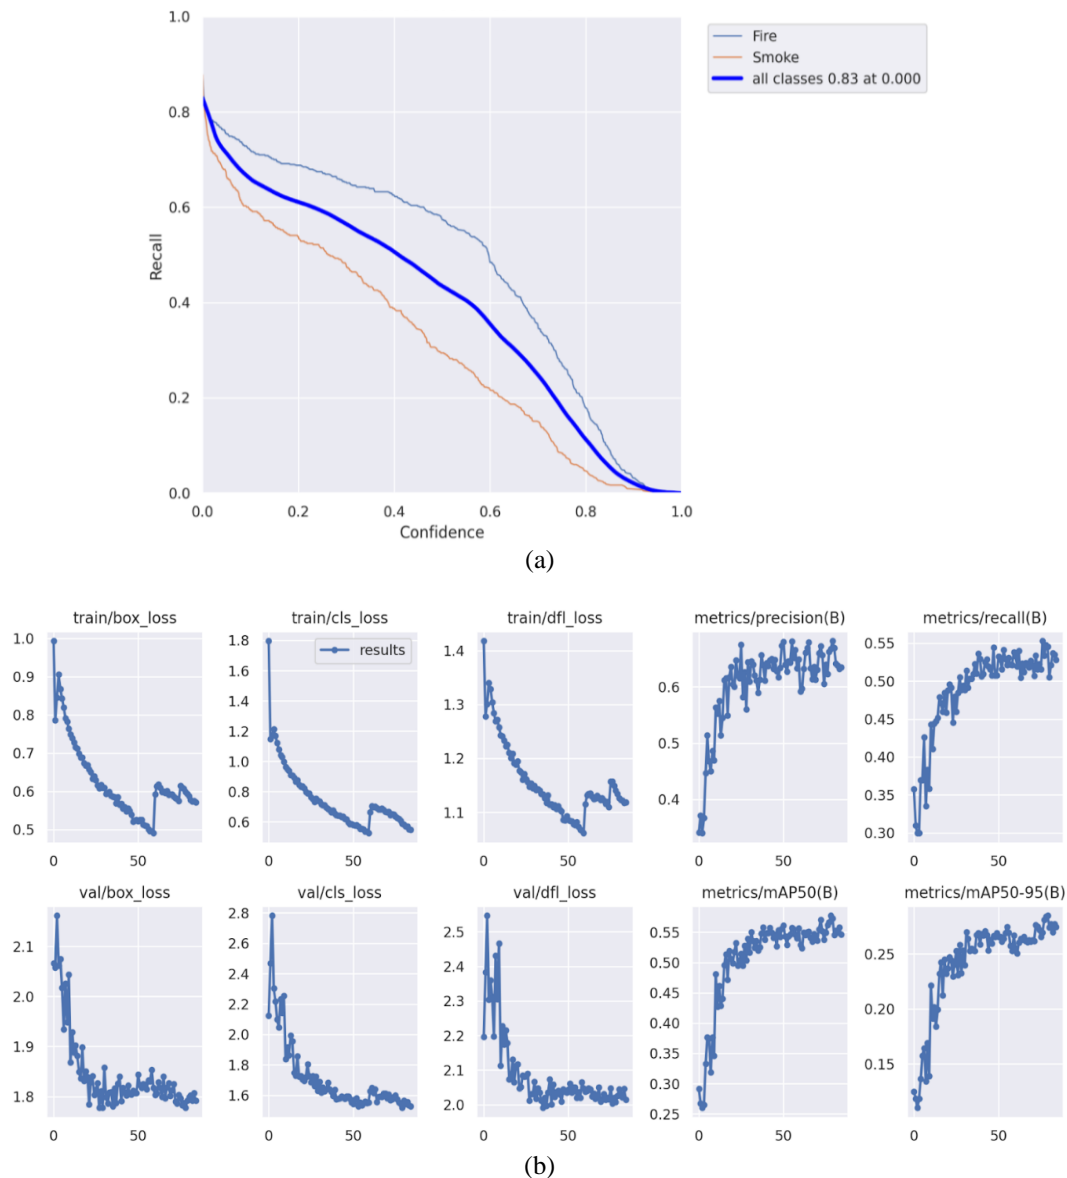 1.0
Fire
Smoke
all classes 0.83 at 0.000
0.8
0.6
Recall
0.4
0.2
0.0
0.0 0.2 0.4 0.6 0.8 1.0
Confidence
(a)
train/box_loss train/cls_loss train/dfl_loss metrics/precision(B) metrics/recall(B)
1.0 0.9 0.8 0.7 0.6 0.5
0 50
1.8 1.6 1.4 1.2 1.0 0.8 0.6
results
0 50
1.4 1.3 1.2 1.1
0 50
0.6 0.5 0.4
0 50
0.55 0.50 0.45 0.40 0.35 0.30
0 50
val/box_loss val/cls_loss val/dfl_loss metrics/mAP50(B) metrics/mAP50-95(B)
2.1 2.0 1.9 1.8
0 50
2.8 2.6 2.4 2.2 2.0 1.8 1.6
0 50
2.5 2.4 2.3 2.2 2.1 2.0
0 50
0.55 0.50 0.45 0.40 0.35 0.30 0.25
0 50
0.25 0.20 0.15
0 50
(b)